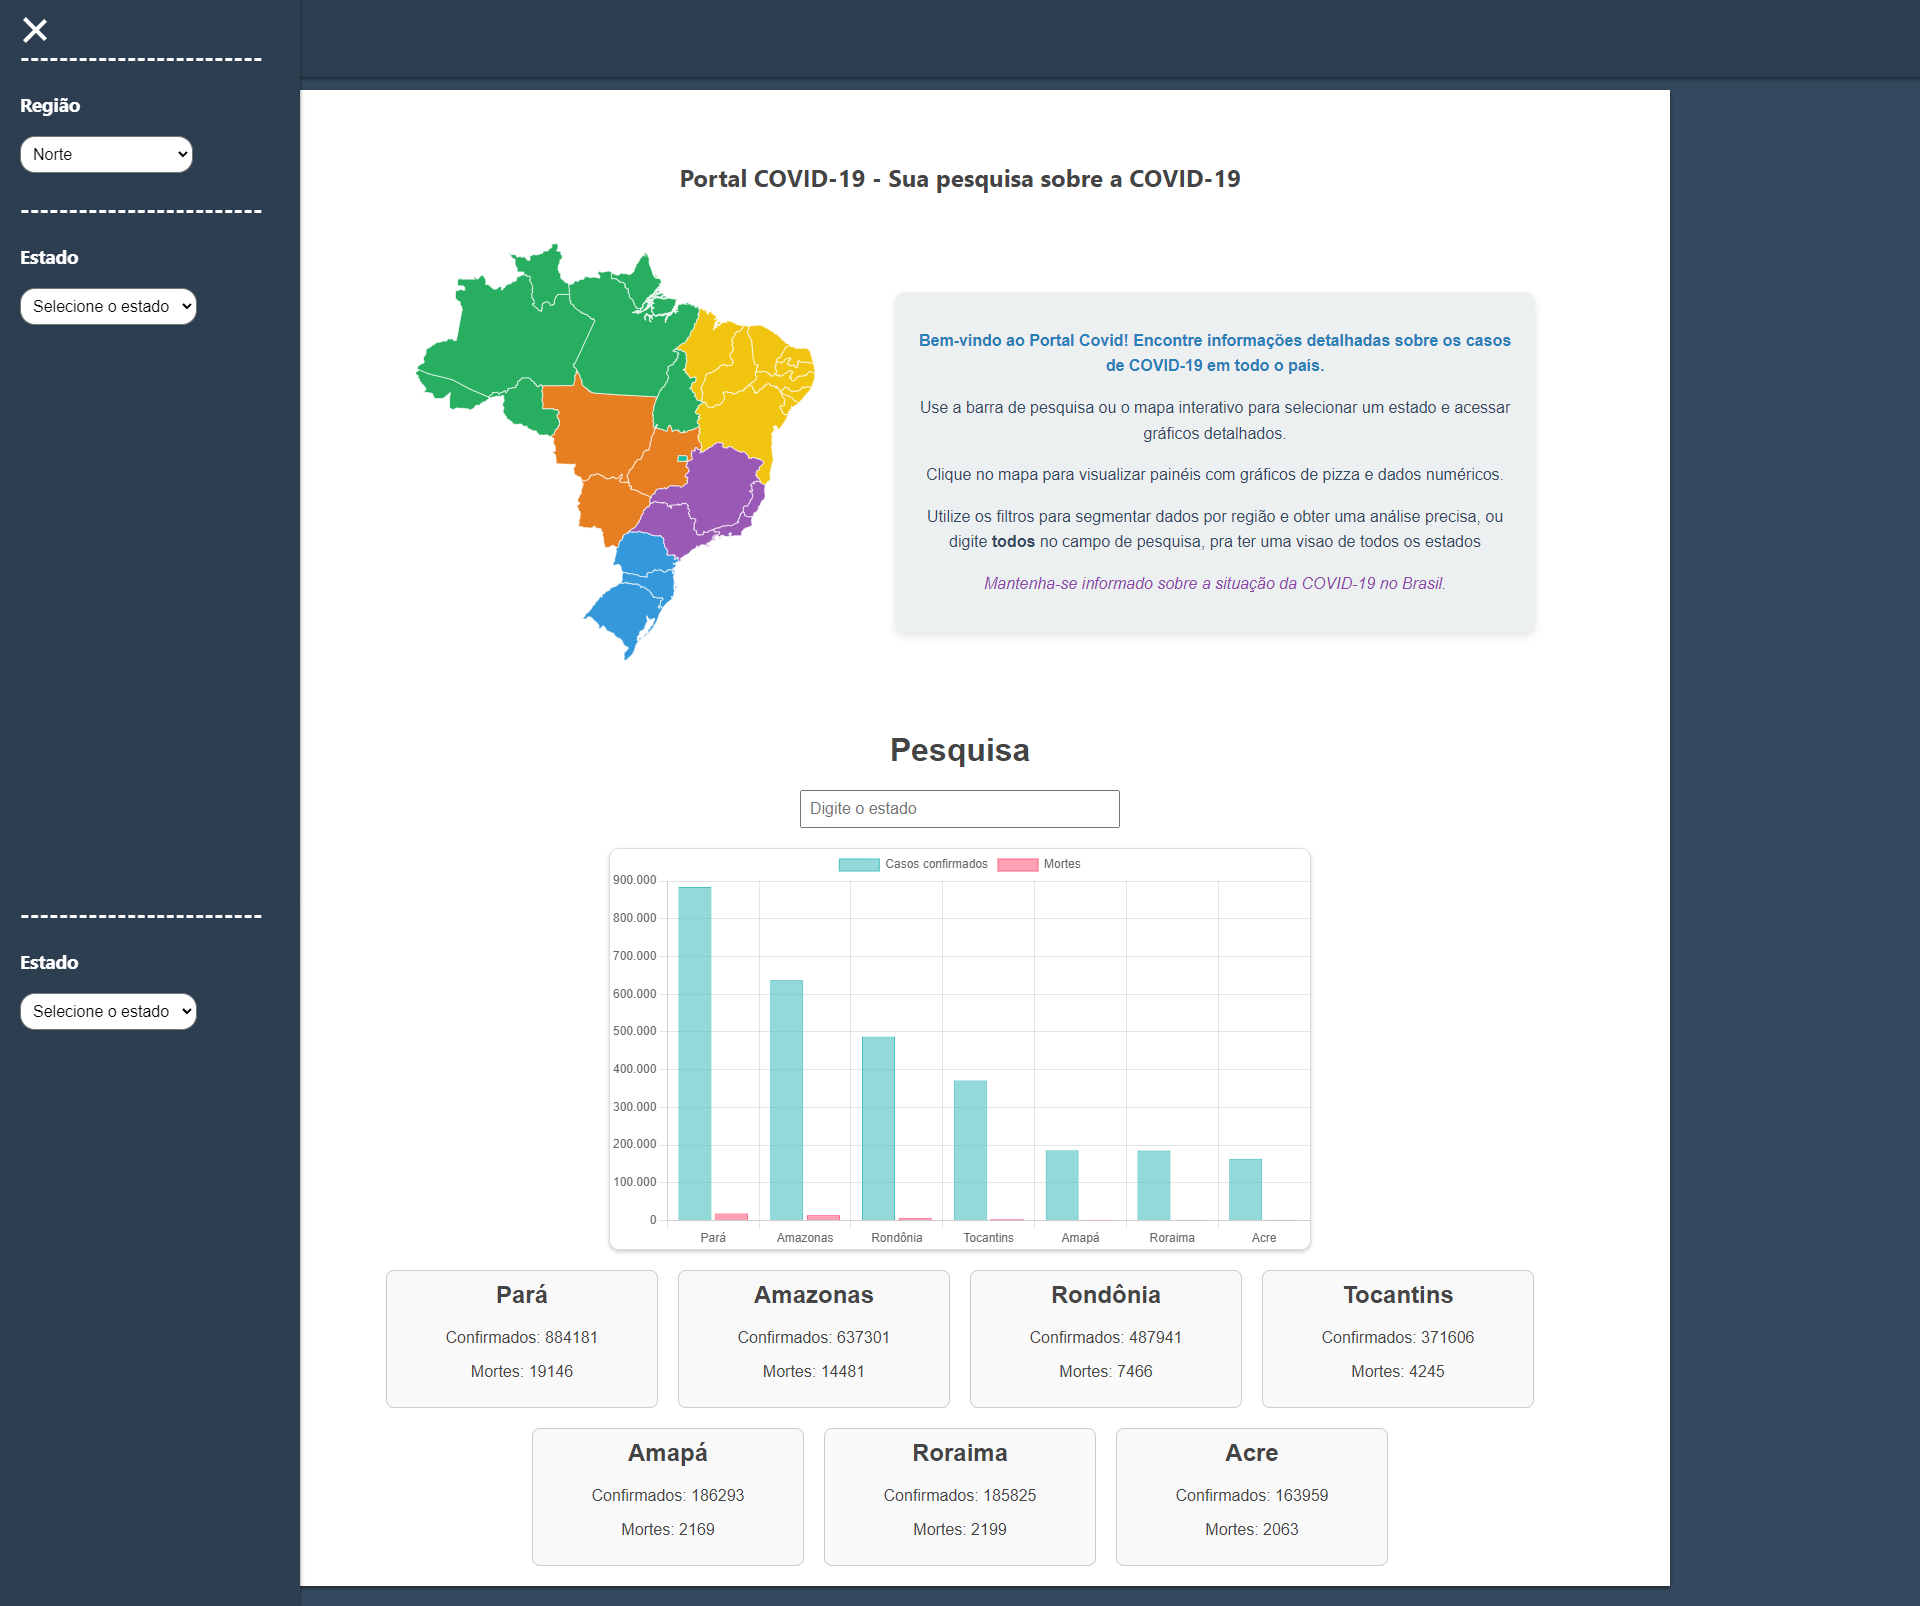 Região
Norte
Estado
Selecione o estado
Estado
Selecione o estado
Portal COVID-19 - Sua pesquisa sobre a COVID-19
Bem-vindo ao Portal Covid! Encontre informações detalhadas sobre os casos
de COVID-19 em todo o país.
Use a barra de pesquisa ou o mapa interativo para selecionar um estado e acessar
gráficos detalhados.
Clique no mapa para visualizar painéis com gráficos de pizza e dados numéricos.
Utilize os filtros para segmentar dados por região e obter uma análise precisa, ou
digite todos no campo de pesquisa, pra ter uma visao de todos os estados
Mantenha-se informado sobre a situação da COVID-19 no Brasil.
Pesquisa
Digite o estado
Casos confirmados Mortes
900.000
800.000
700.000
600.000
500.000
400.000
300.000
200.000
100.000
0
Pará Amazonas Rondônia Tocantins Amapá Roraima Acre
Pará
Confirmados: 884181
Mortes: 19146
Amazonas
Confirmados: 637301
Mortes: 14481
Rondônia
Confirmados: 487941
Mortes: 7466
Tocantins
Confirmados: 371606
Mortes: 4245
Amapá
Confirmados: 186293
Mortes: 2169
Roraima
Confirmados: 185825
Mortes: 2199
Acre
Confirmados: 163959
Mortes: 2063